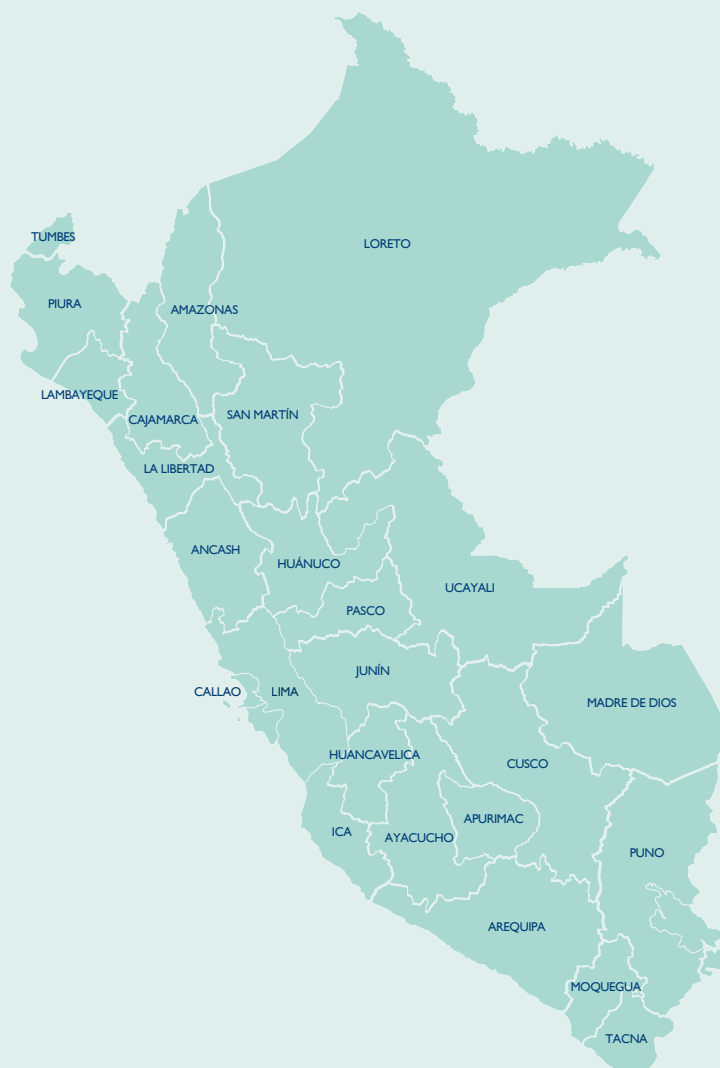 TUMBES
LORETO
PIURA
AMAZONAS
LAMBAYEQUE
CAJAMARCA
SAN MARTÍN
LA LIBERTAD
ANCASH
HUÁNUCO
UCAYALI
PASCO
JUNÍN
CALLAO
LIMA
MADRE DE DIOS
HUANCAVELICA
CUSCO
ICA
AYACUCHO
APURIMAC
PUNO
AREQUIPA
MOQUEGUA
TACNA